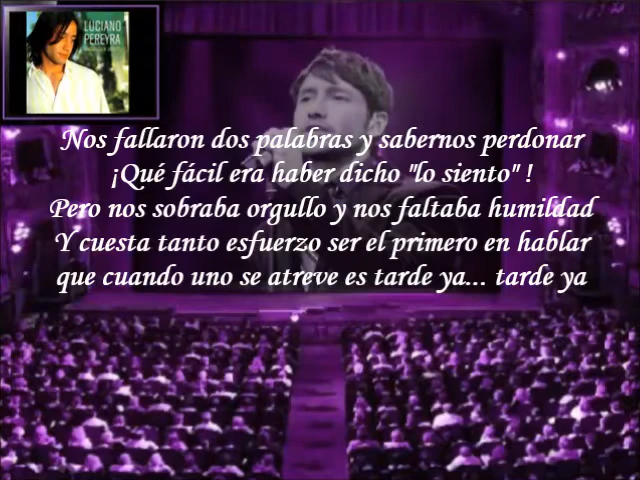 LUCIANO
PEREYRA
Nos fallaron dos palabras y sabernos perdonar
¡Qué fácil era haber dicho "lo siento" !
Pero nos sobraba orgullo y nos faltaba humildad
Y cuesta tanto esfuerzo ser el primero en hablar
que cuando uno se atreve es tarde ya... tarde ya